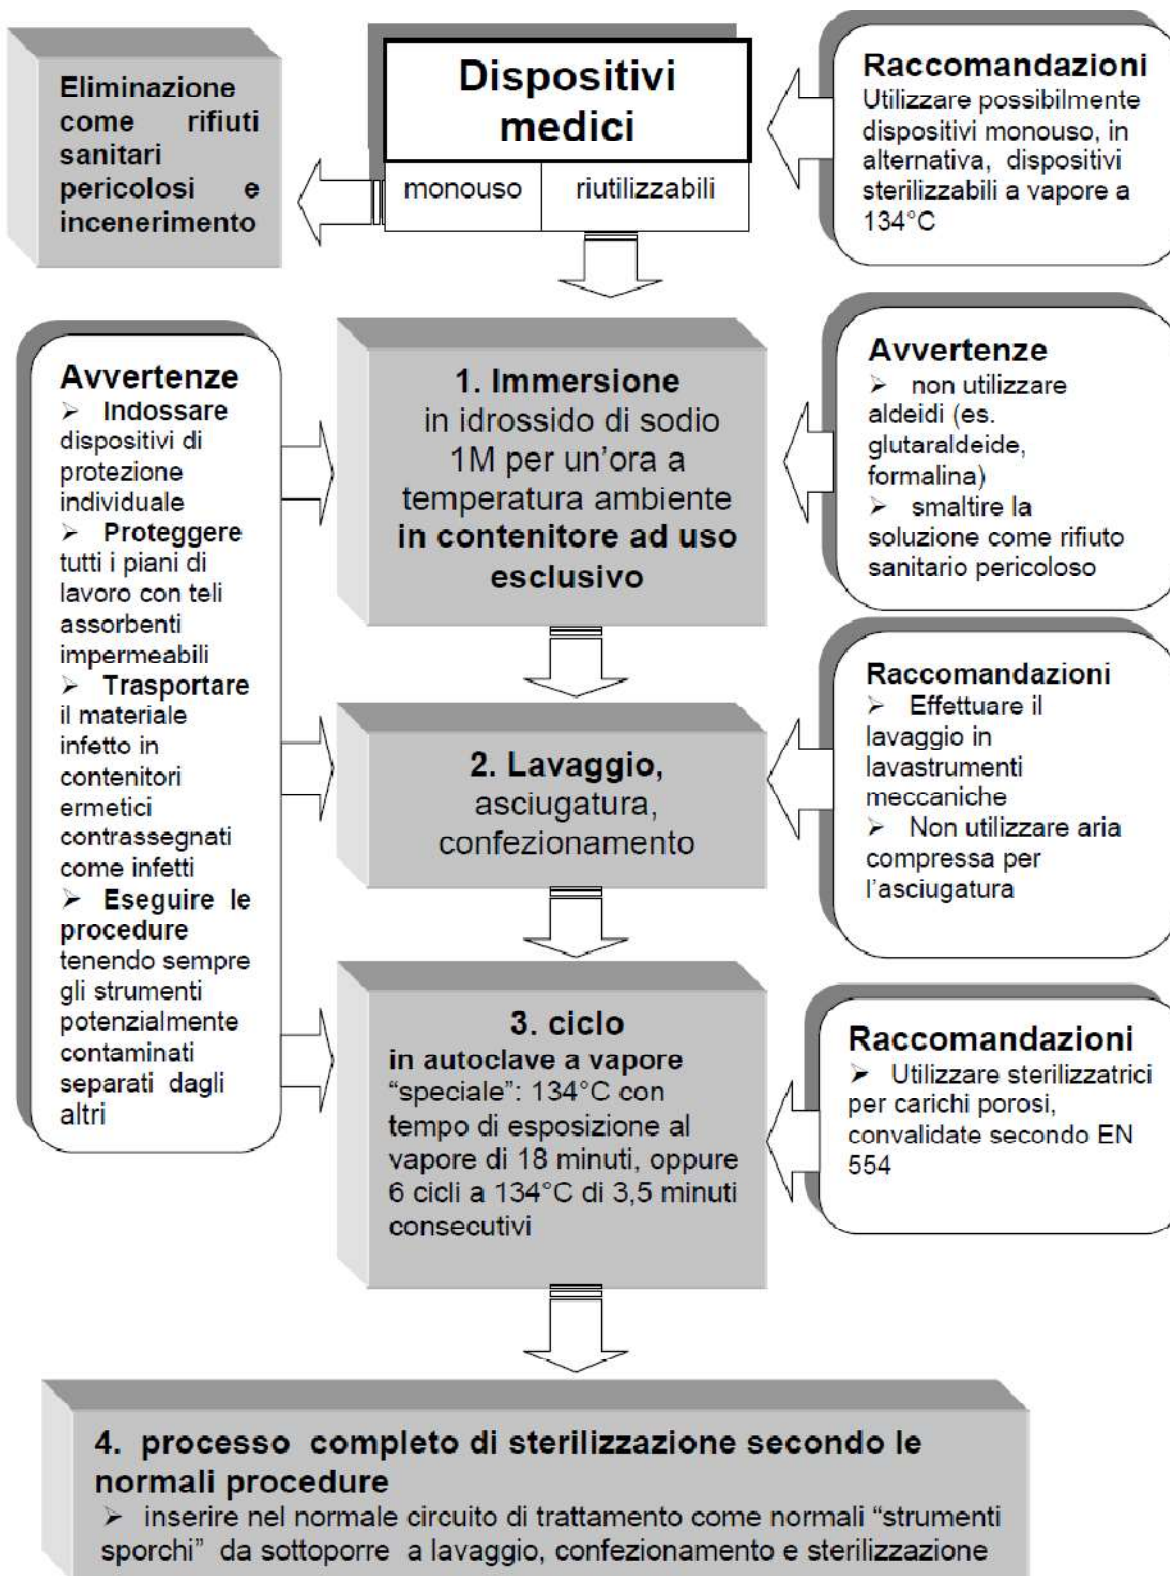 Eliminazione
come rifiuti
sanitari
pericolosi e
incenerimento
Dispositivi
medici
monouso
riutilizzabili
Raccomandazioni
Utilizzare possibilmente
dispositivi monouso, in
alternativa, dispositivi
sterilizzabili a vapore a
134°C
Avvertenze
➢ Indossare
dispositivi di
protezione
individuale
➢ Proteggere
tutti i piani di
lavoro con teli
assorbenti
impermeabili
➢ Trasportare
il materiale
infetto in
contenitori
ermetici
contrassegnati
come infetti
➢ Eseguire le
procedure
tenendo sempre
gli strumenti
potenzialmente
contaminati
separati dagli
altri
1. Immersione
in idrossido di sodio
1M per un’ora a
temperatura ambiente
in contenitore ad uso
esclusivo
Avvertenze
➢ non utilizzare
aldeidi (es.
glutaraldeide,
formalina)
➢ smaltire la
soluzione come rifiuto
sanitario pericoloso
2. Lavaggio,
asciugatura,
confezionamento
Raccomandazioni
➢ Effettuare il
lavaggio in
lavastrumenti
meccaniche
➢ Non utilizzare aria
compressa per
l’asciugatura
3. ciclo
in autoclave a vapore
“speciale”: 134°C con
tempo di esposizione al
vapore di 18 minuti, oppure
6 cicli a 134°C di 3,5 minuti
consecutivi
Raccomandazioni
➢ Utilizzare sterilizzatrici
per carichi porosi,
convalidate secondo EN
554
4. processo completo di sterilizzazione secondo le
normali procedure
➢ inserire nel normale circuito di trattamento come normali “strumenti
sporchi” da sottoporre a lavaggio, confezionamento e sterilizzazione